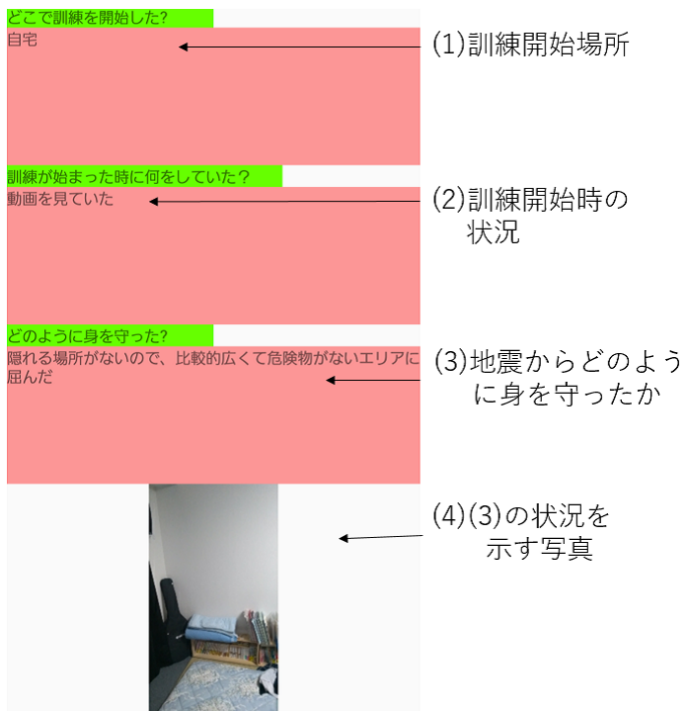 どこで訓練を開始した?
自宅
(1)訓練開始場所
訓練が始まった時に何をしていた？
動画を見ていた
(2)訓練開始時の
状況
どのように身を守った?
隠れる場所がないので、比較的広くて危険物がないエリアに
屈んだ
(3)地震からどのよう
に身を守ったか
(4)(3)の状況を
示す写真